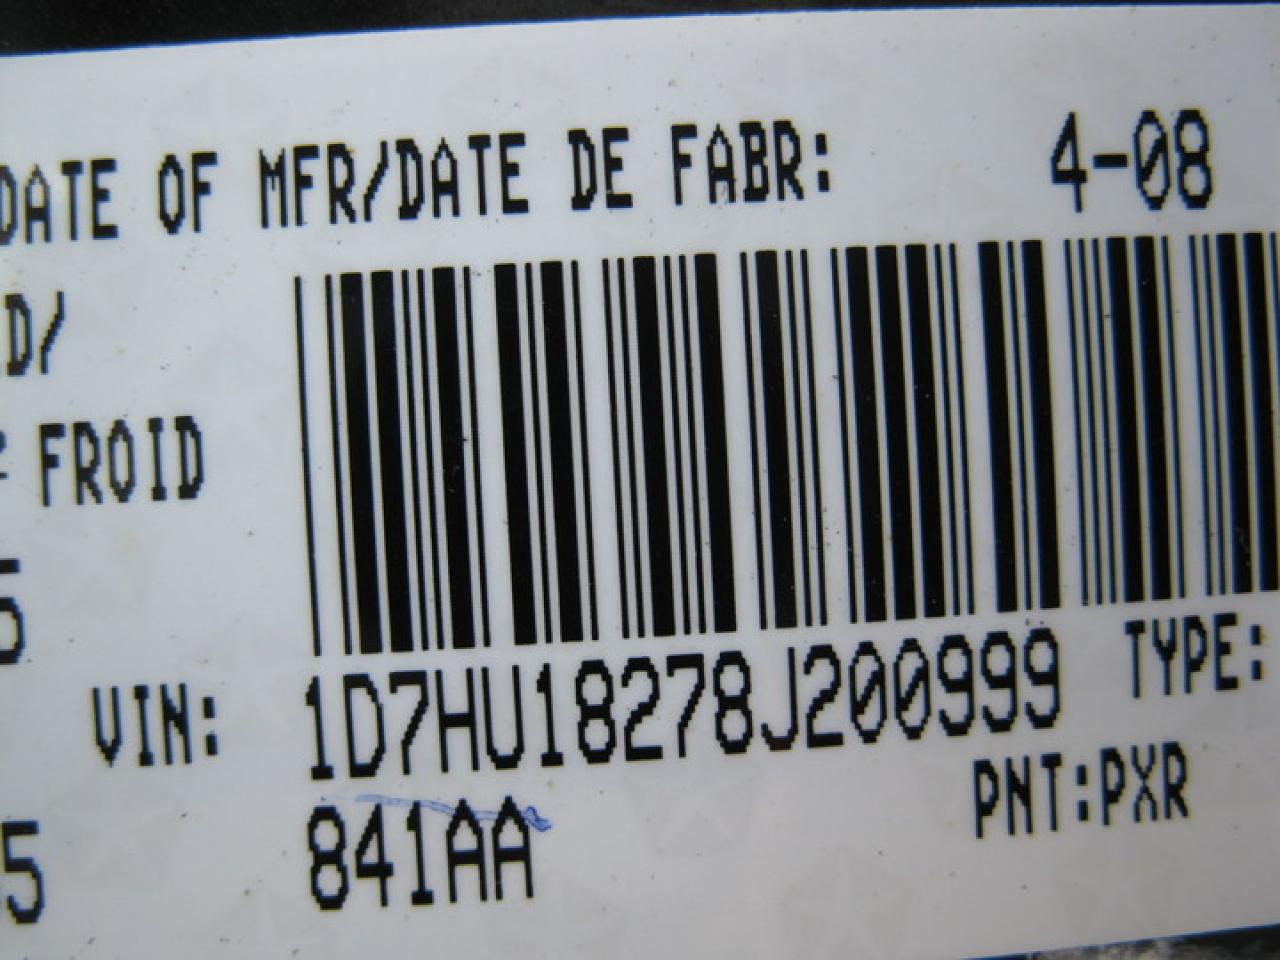 DATE OF MFR/DATE DE FABR: 4-08
D/
FROID
5
VIN: 1D7HU18278J200999 TYPE:
PNT:PXR
5 841AA